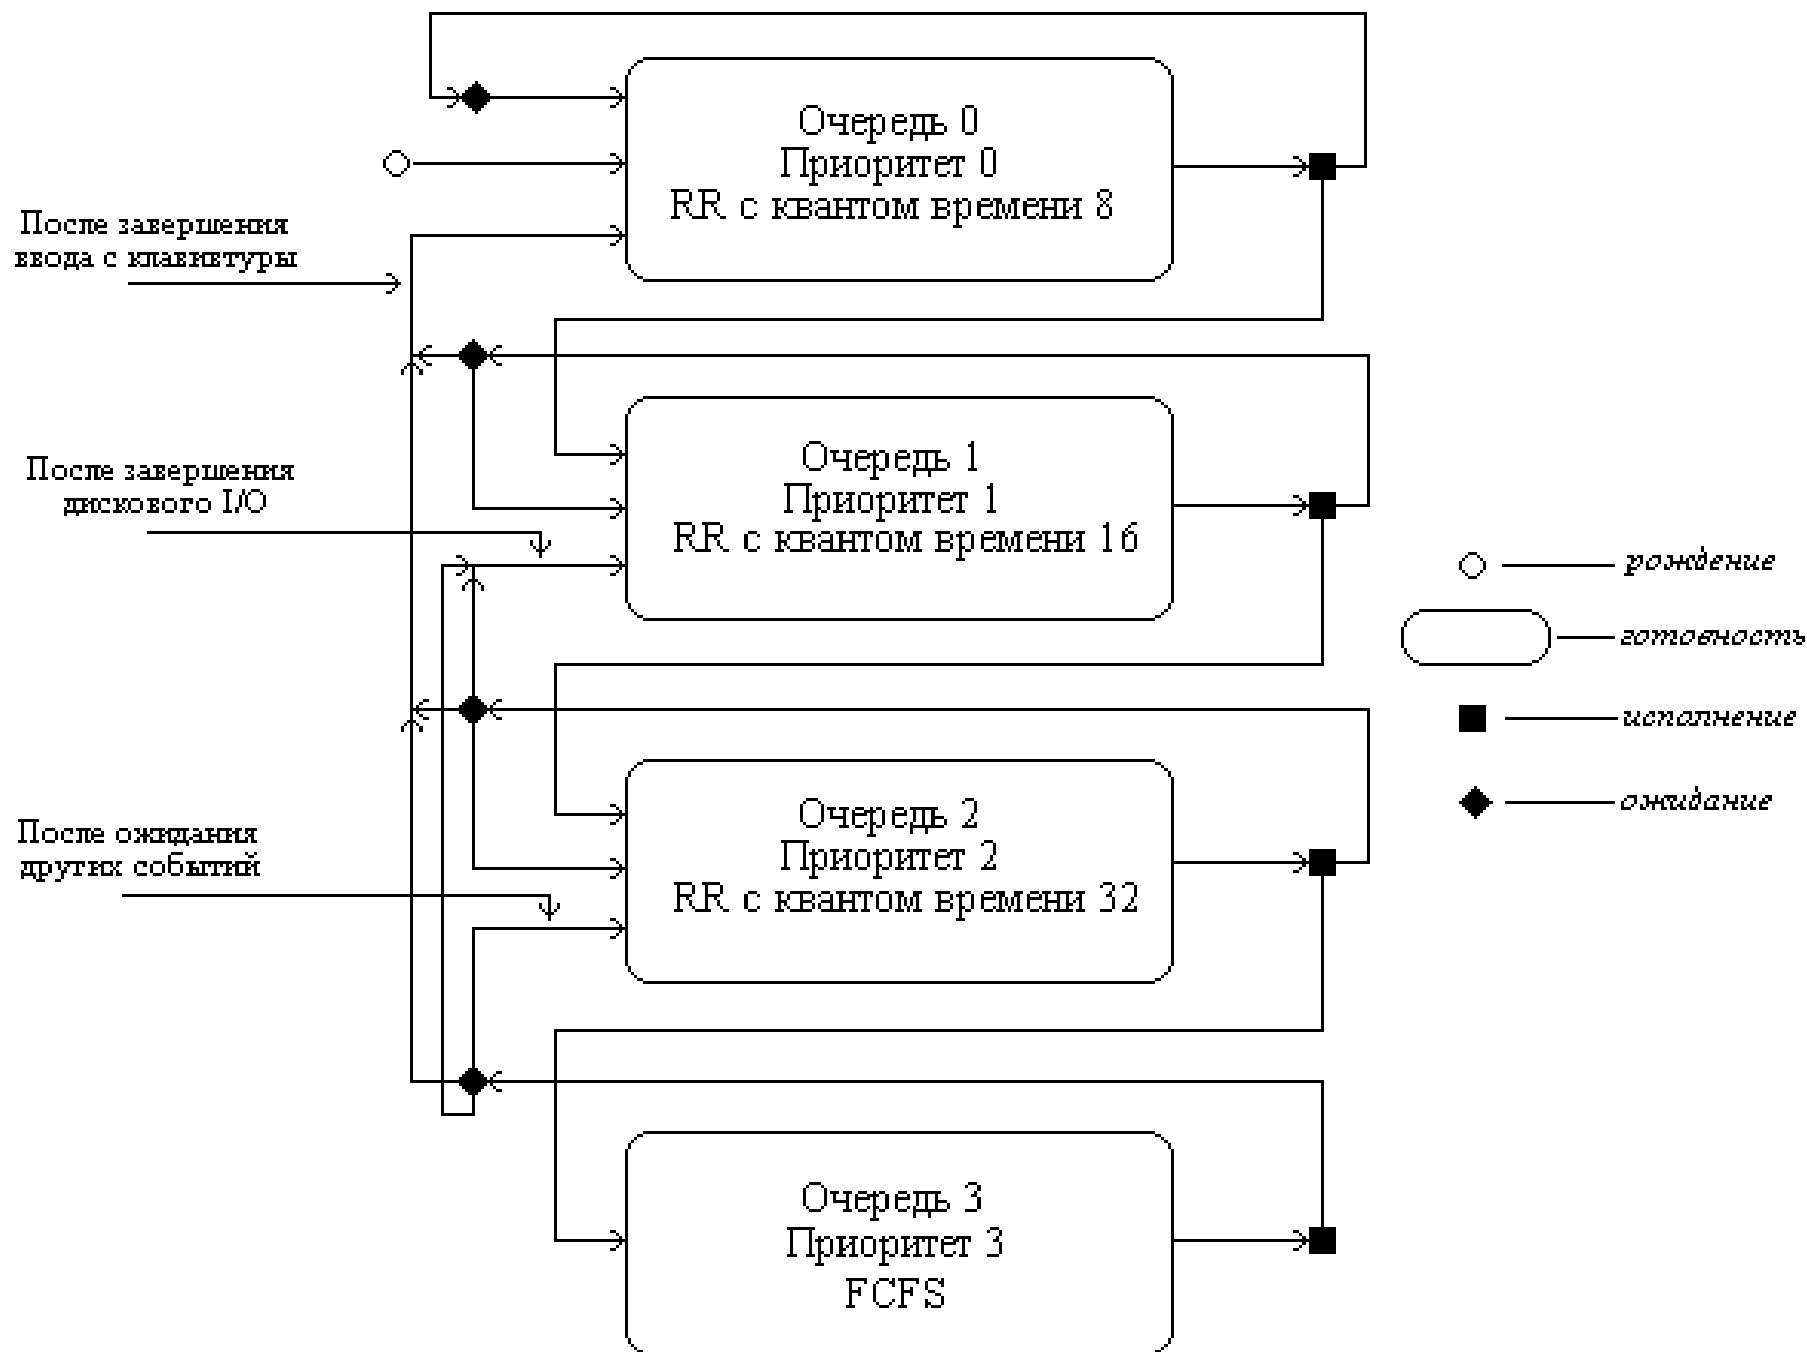 Очередь 0
Приоритет 0
RR с квантом времени 8
После завершения
ввода с клавивтуры
Очередь 1
Приоритет 1
RR с квантом времени 16
После завершения
дискового I/O
рождение
готовность
исполнение
ожидание
Очередь 2
Приоритет 2
RR с квантом времени 32
После ожидания
других событий
Очередь 3
Приоритет 3
FCFS